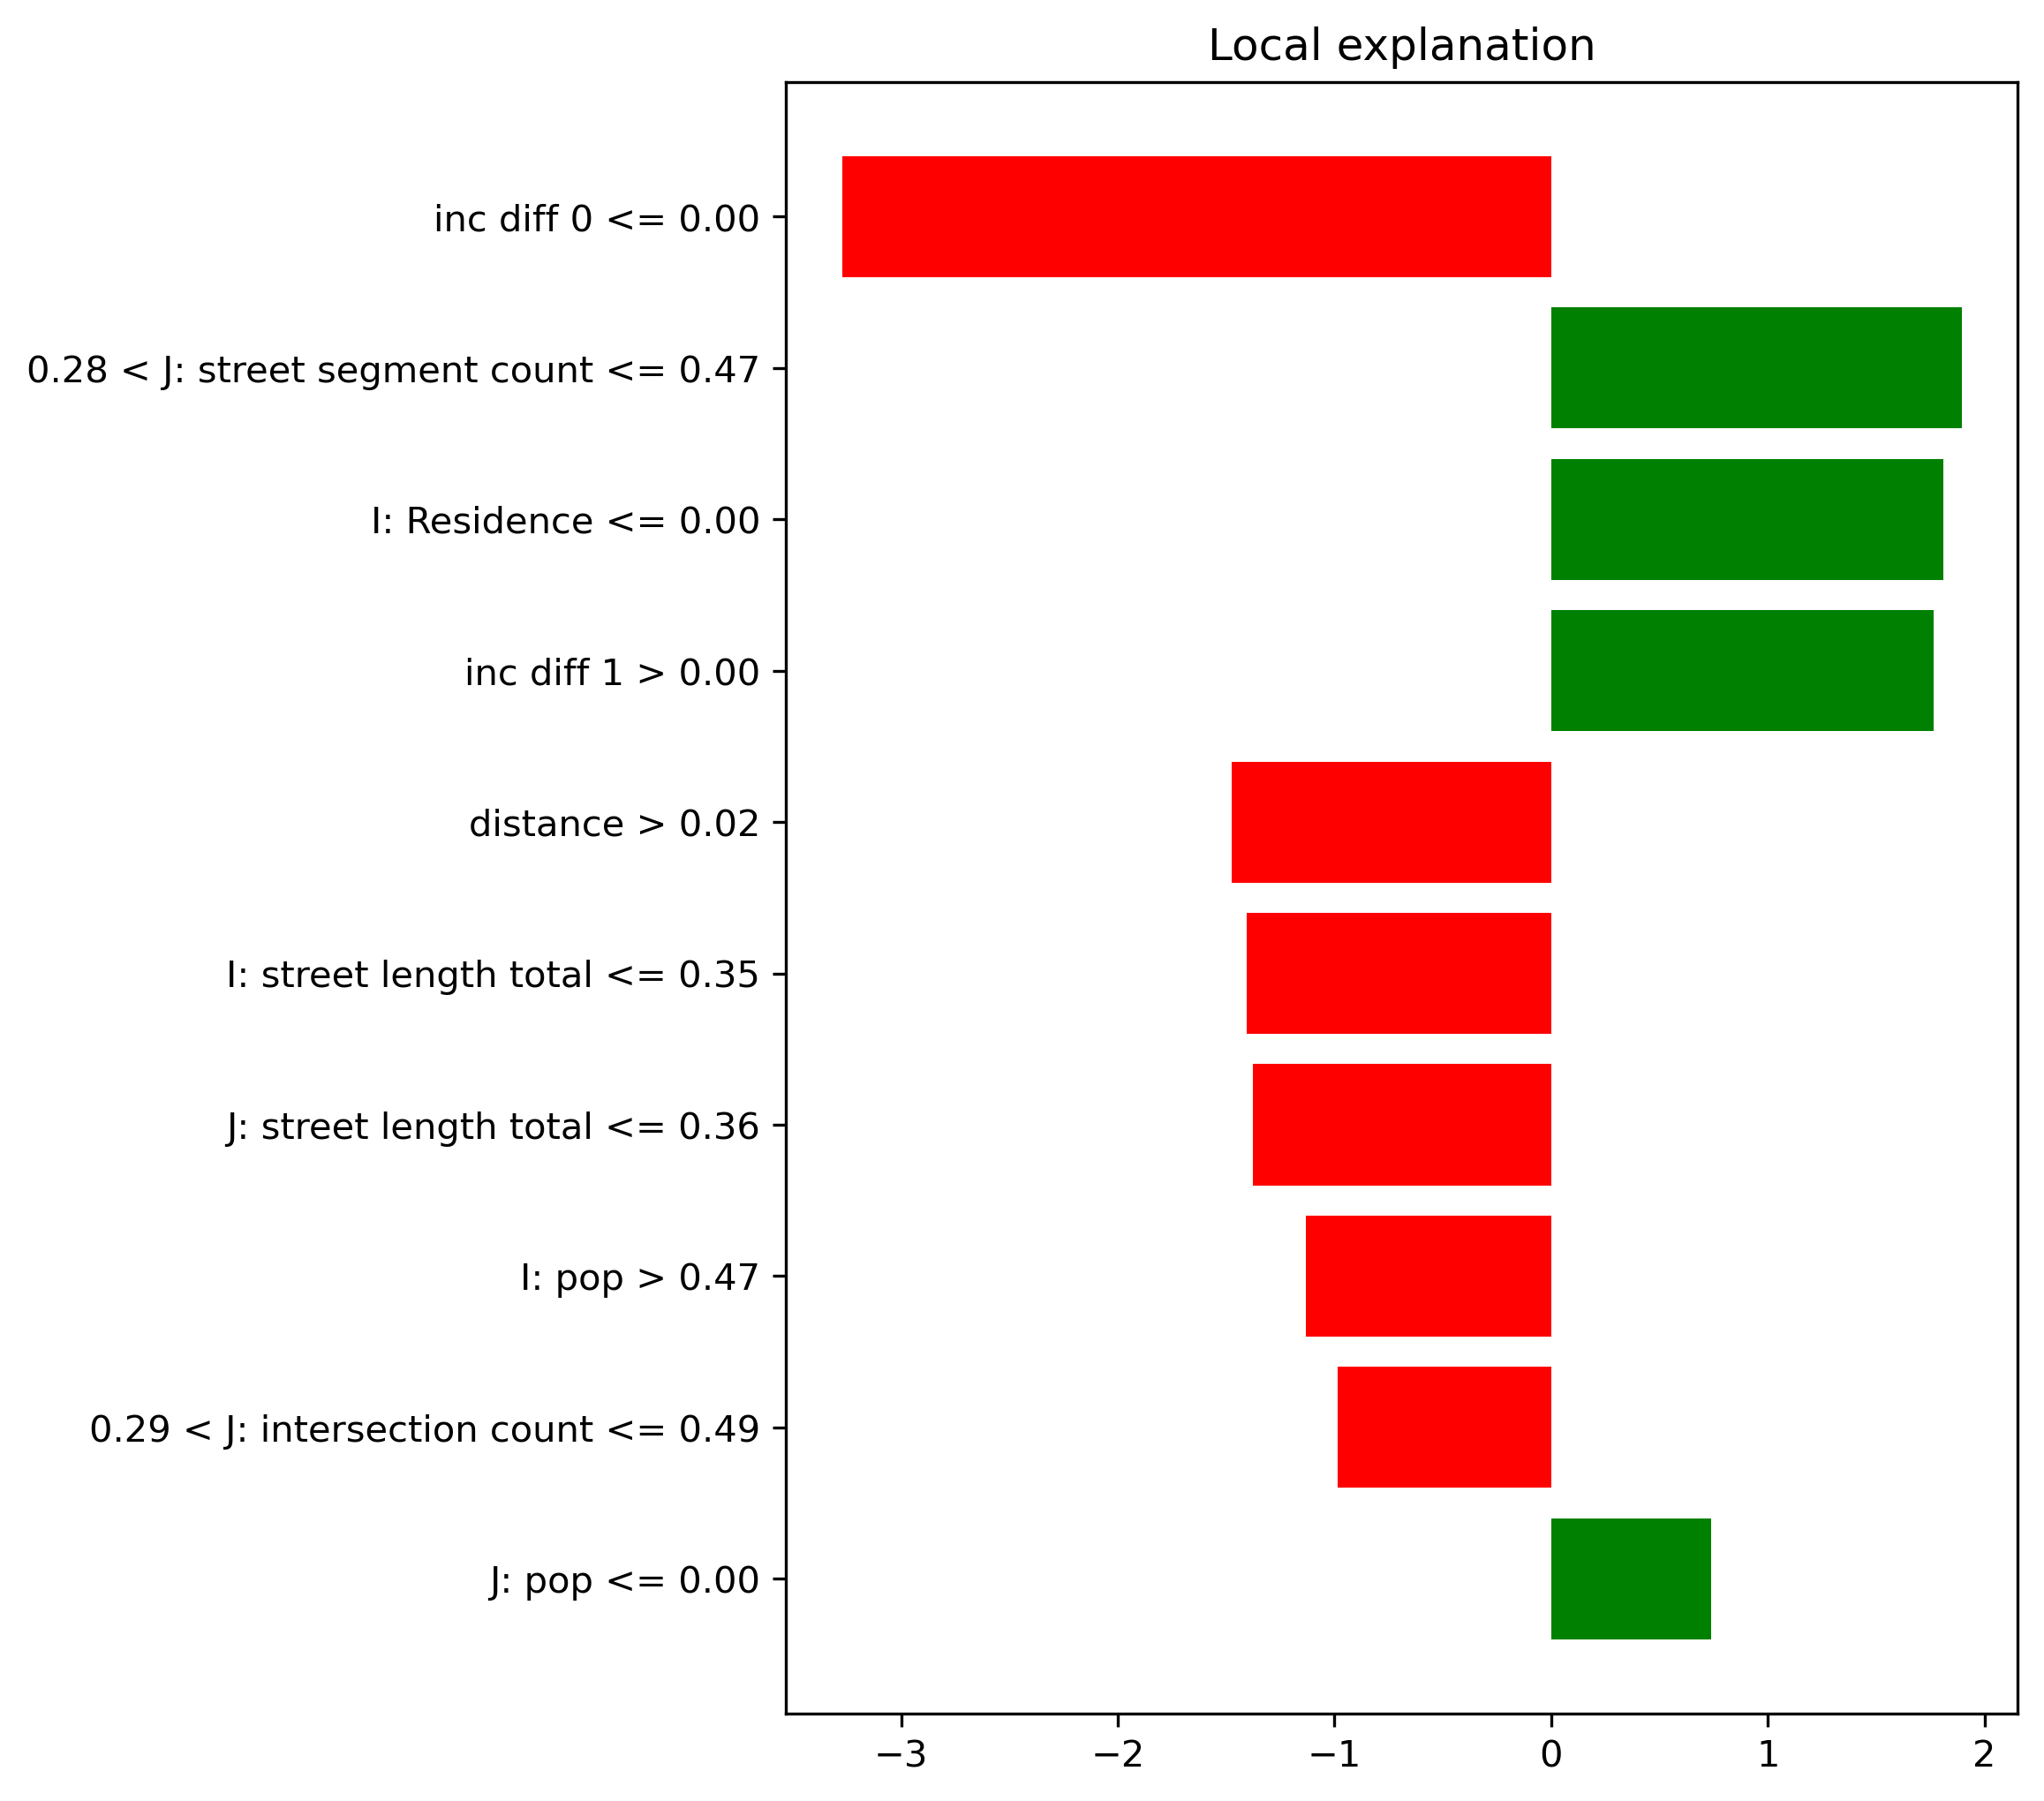 Local explanation
inc diff 0 <= 0.00
0.28 < J: street segment count <= 0.47
I: Residence <= 0.00
inc diff 1 > 0.00
distance > 0.02
I: street length total <= 0.35
J: street length total <= 0.36
I: pop > 0.47
0.29 < J: intersection count <= 0.49
J: pop <= 0.00
−3 −2 −1 0 1 2